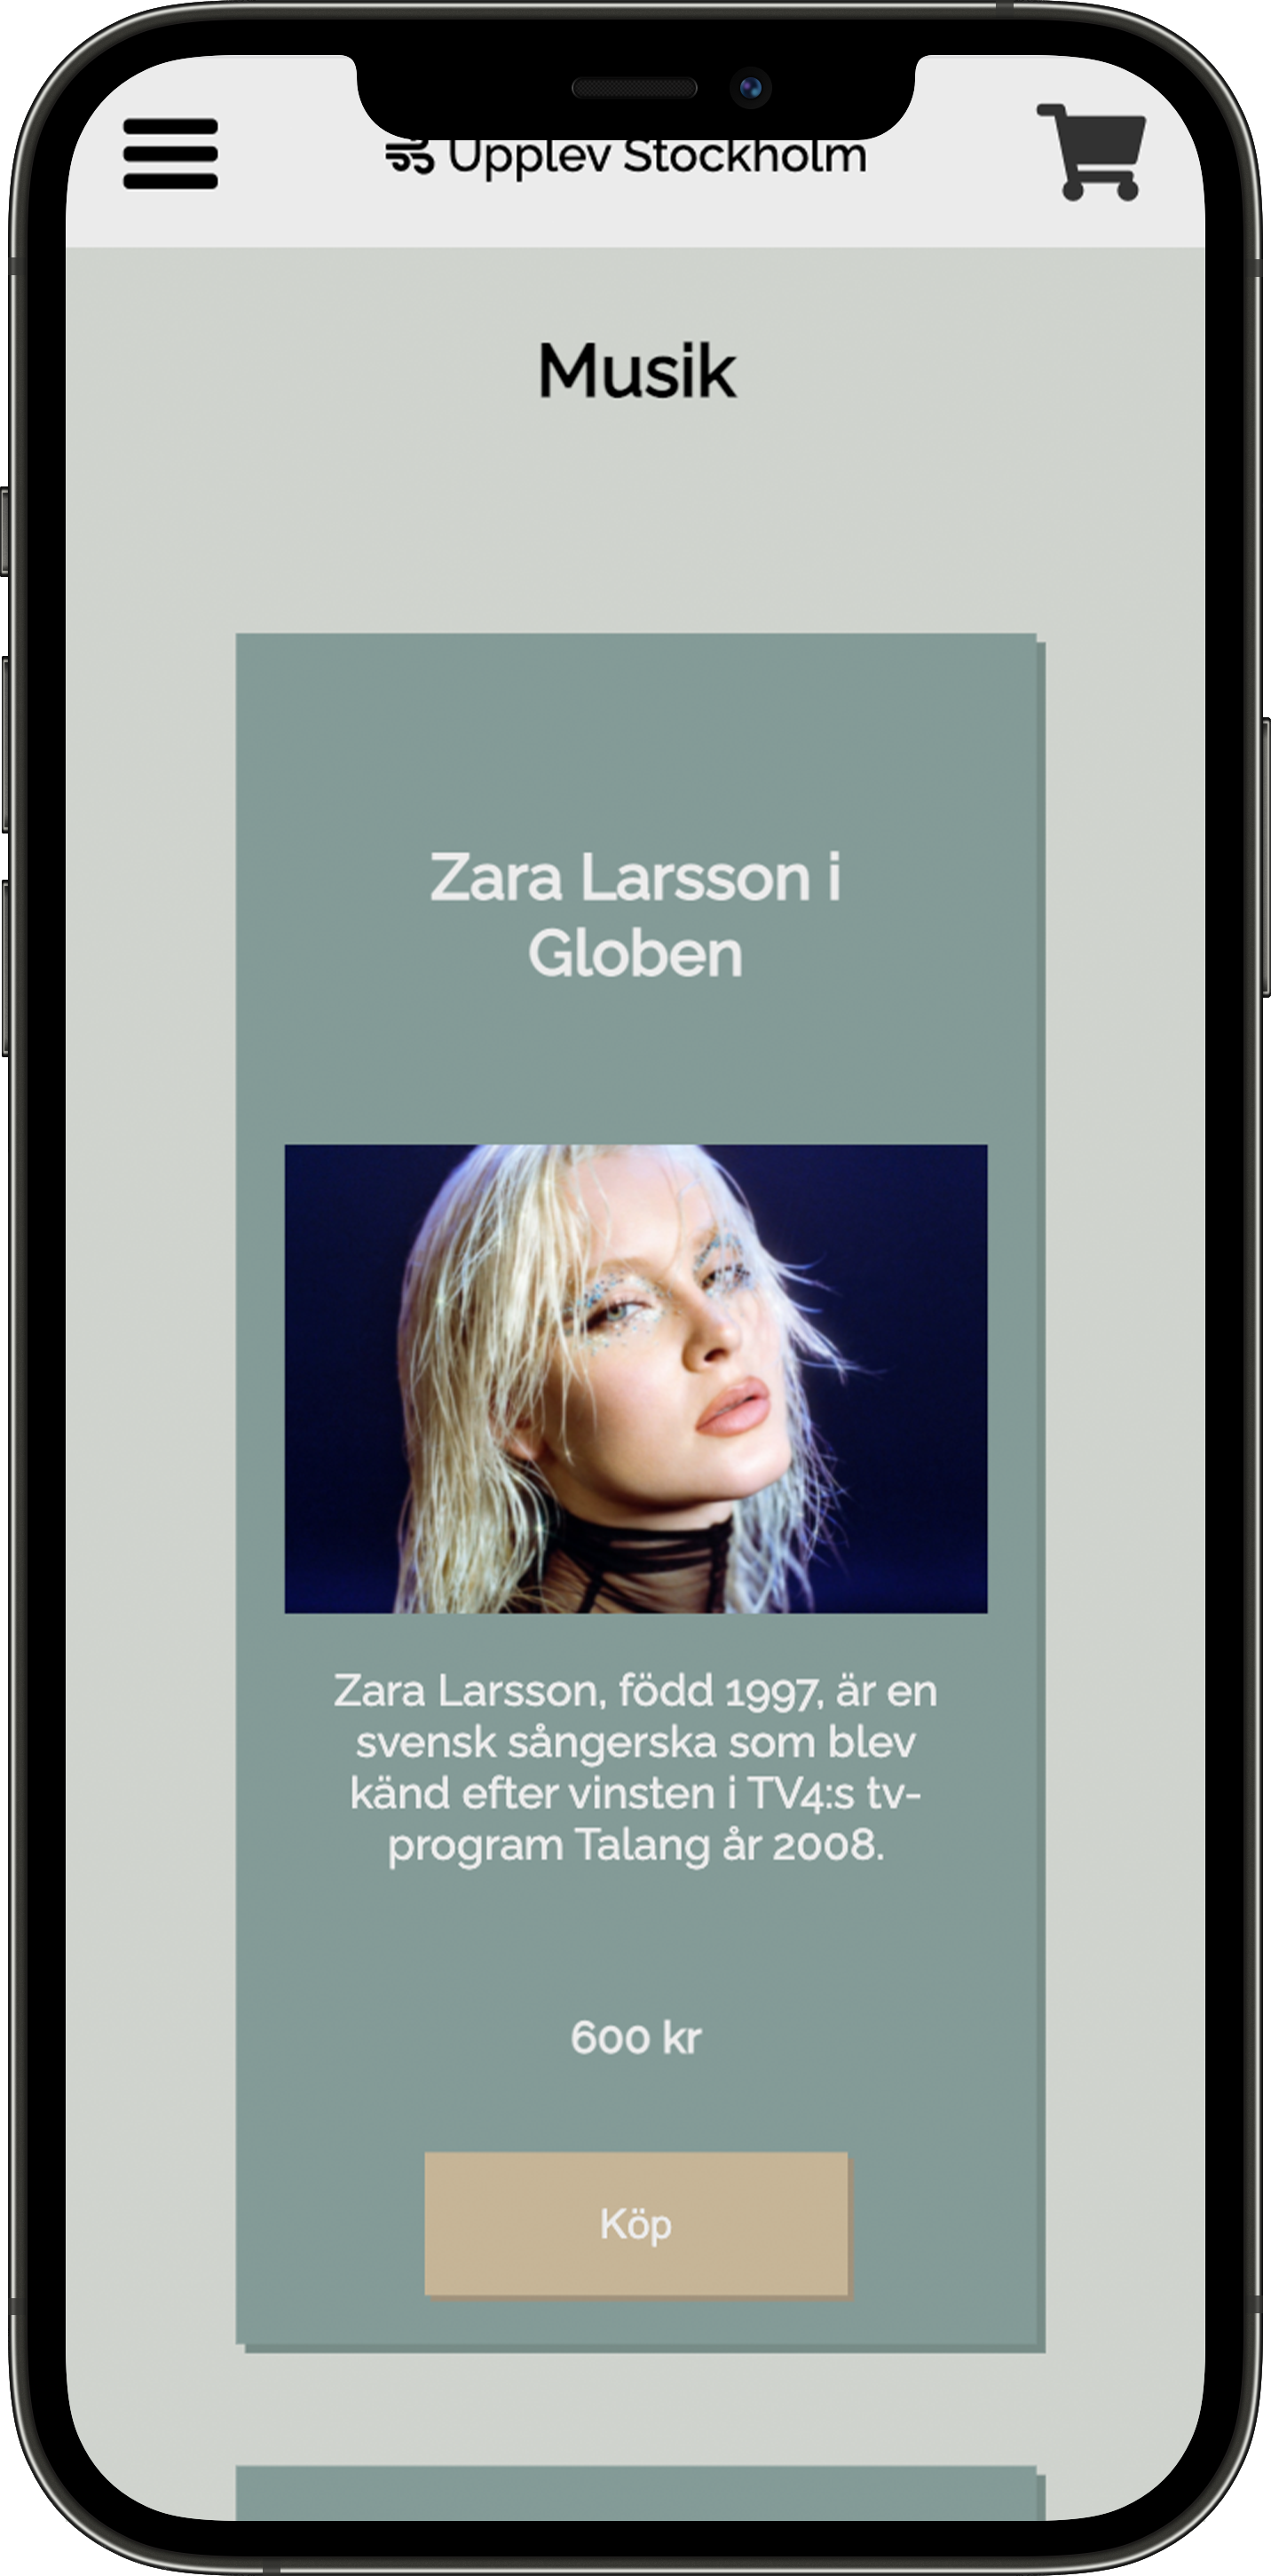 Upplev Stockholm
Musik
Zara Larsson i
Globen
Zara Larsson, född 1997, är en
svensk sångerska som blev
känd efter vinsten i TV4:s tv-
program Talang år 2008.
600 kr
Köp